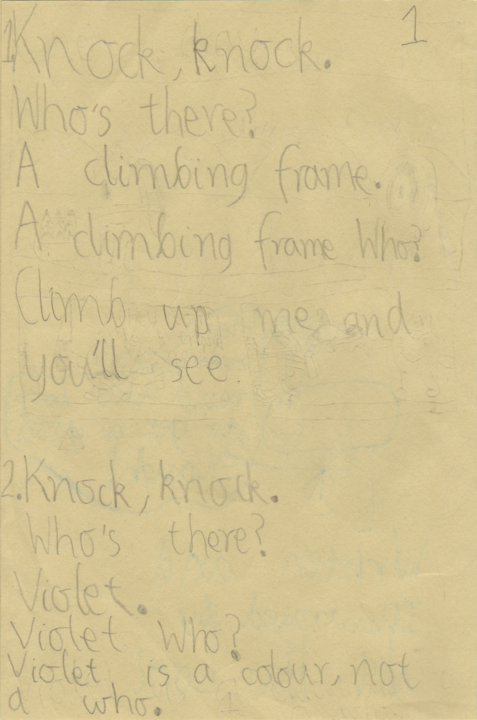 1
1.Knock, knock.
Who's there?
A climbing frame.
A climbing frame Who?
Climb up me and
you'll see.
2.Knock, knock.
Who's there?
Violet.
Violet Who?
Violet is a colour, not
a who.